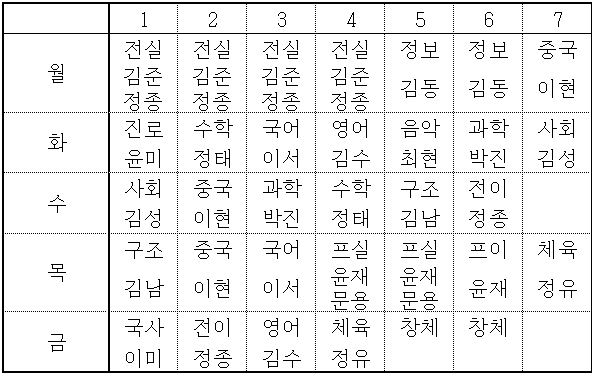 1 2 3 4 5 6 7
월 전실 전실 전실 전실 정보 정보 중국
김준 김준 김준 김준 김동 김동 이현
정종 정종 정종 정종
화 진로 수학 국어 영어 음악 과학 사회
윤미 정태 이서 김수 최현 박진 김성
수 사회 중국 과학 수학 구조 전이
김성 이현 박진 정태 김남 정종
목 구조 중국 국어 프실 프실 프이 체육
김남 이현 이서 윤재 윤재 윤재 정유
문용 문용
금 국사 전이 영어 체육 창체 창체
이미 정종 김수 정유